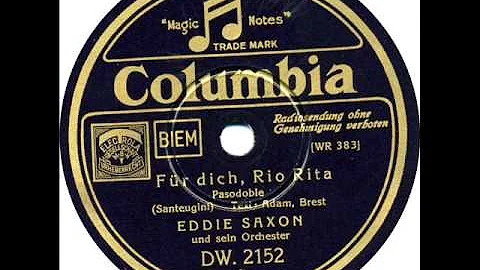 "Magic Notes"
TRADE MARK
Columbia
Radiosendung ohne
Genehmigung verboten
[WR 383]
ELECTROLA
BIEM
Für dich, Rio Rita
Pasodoble
(Santeugini) - Text: Adam, Brest
EDDIE SAXON
und sein Orchester
DW. 2152